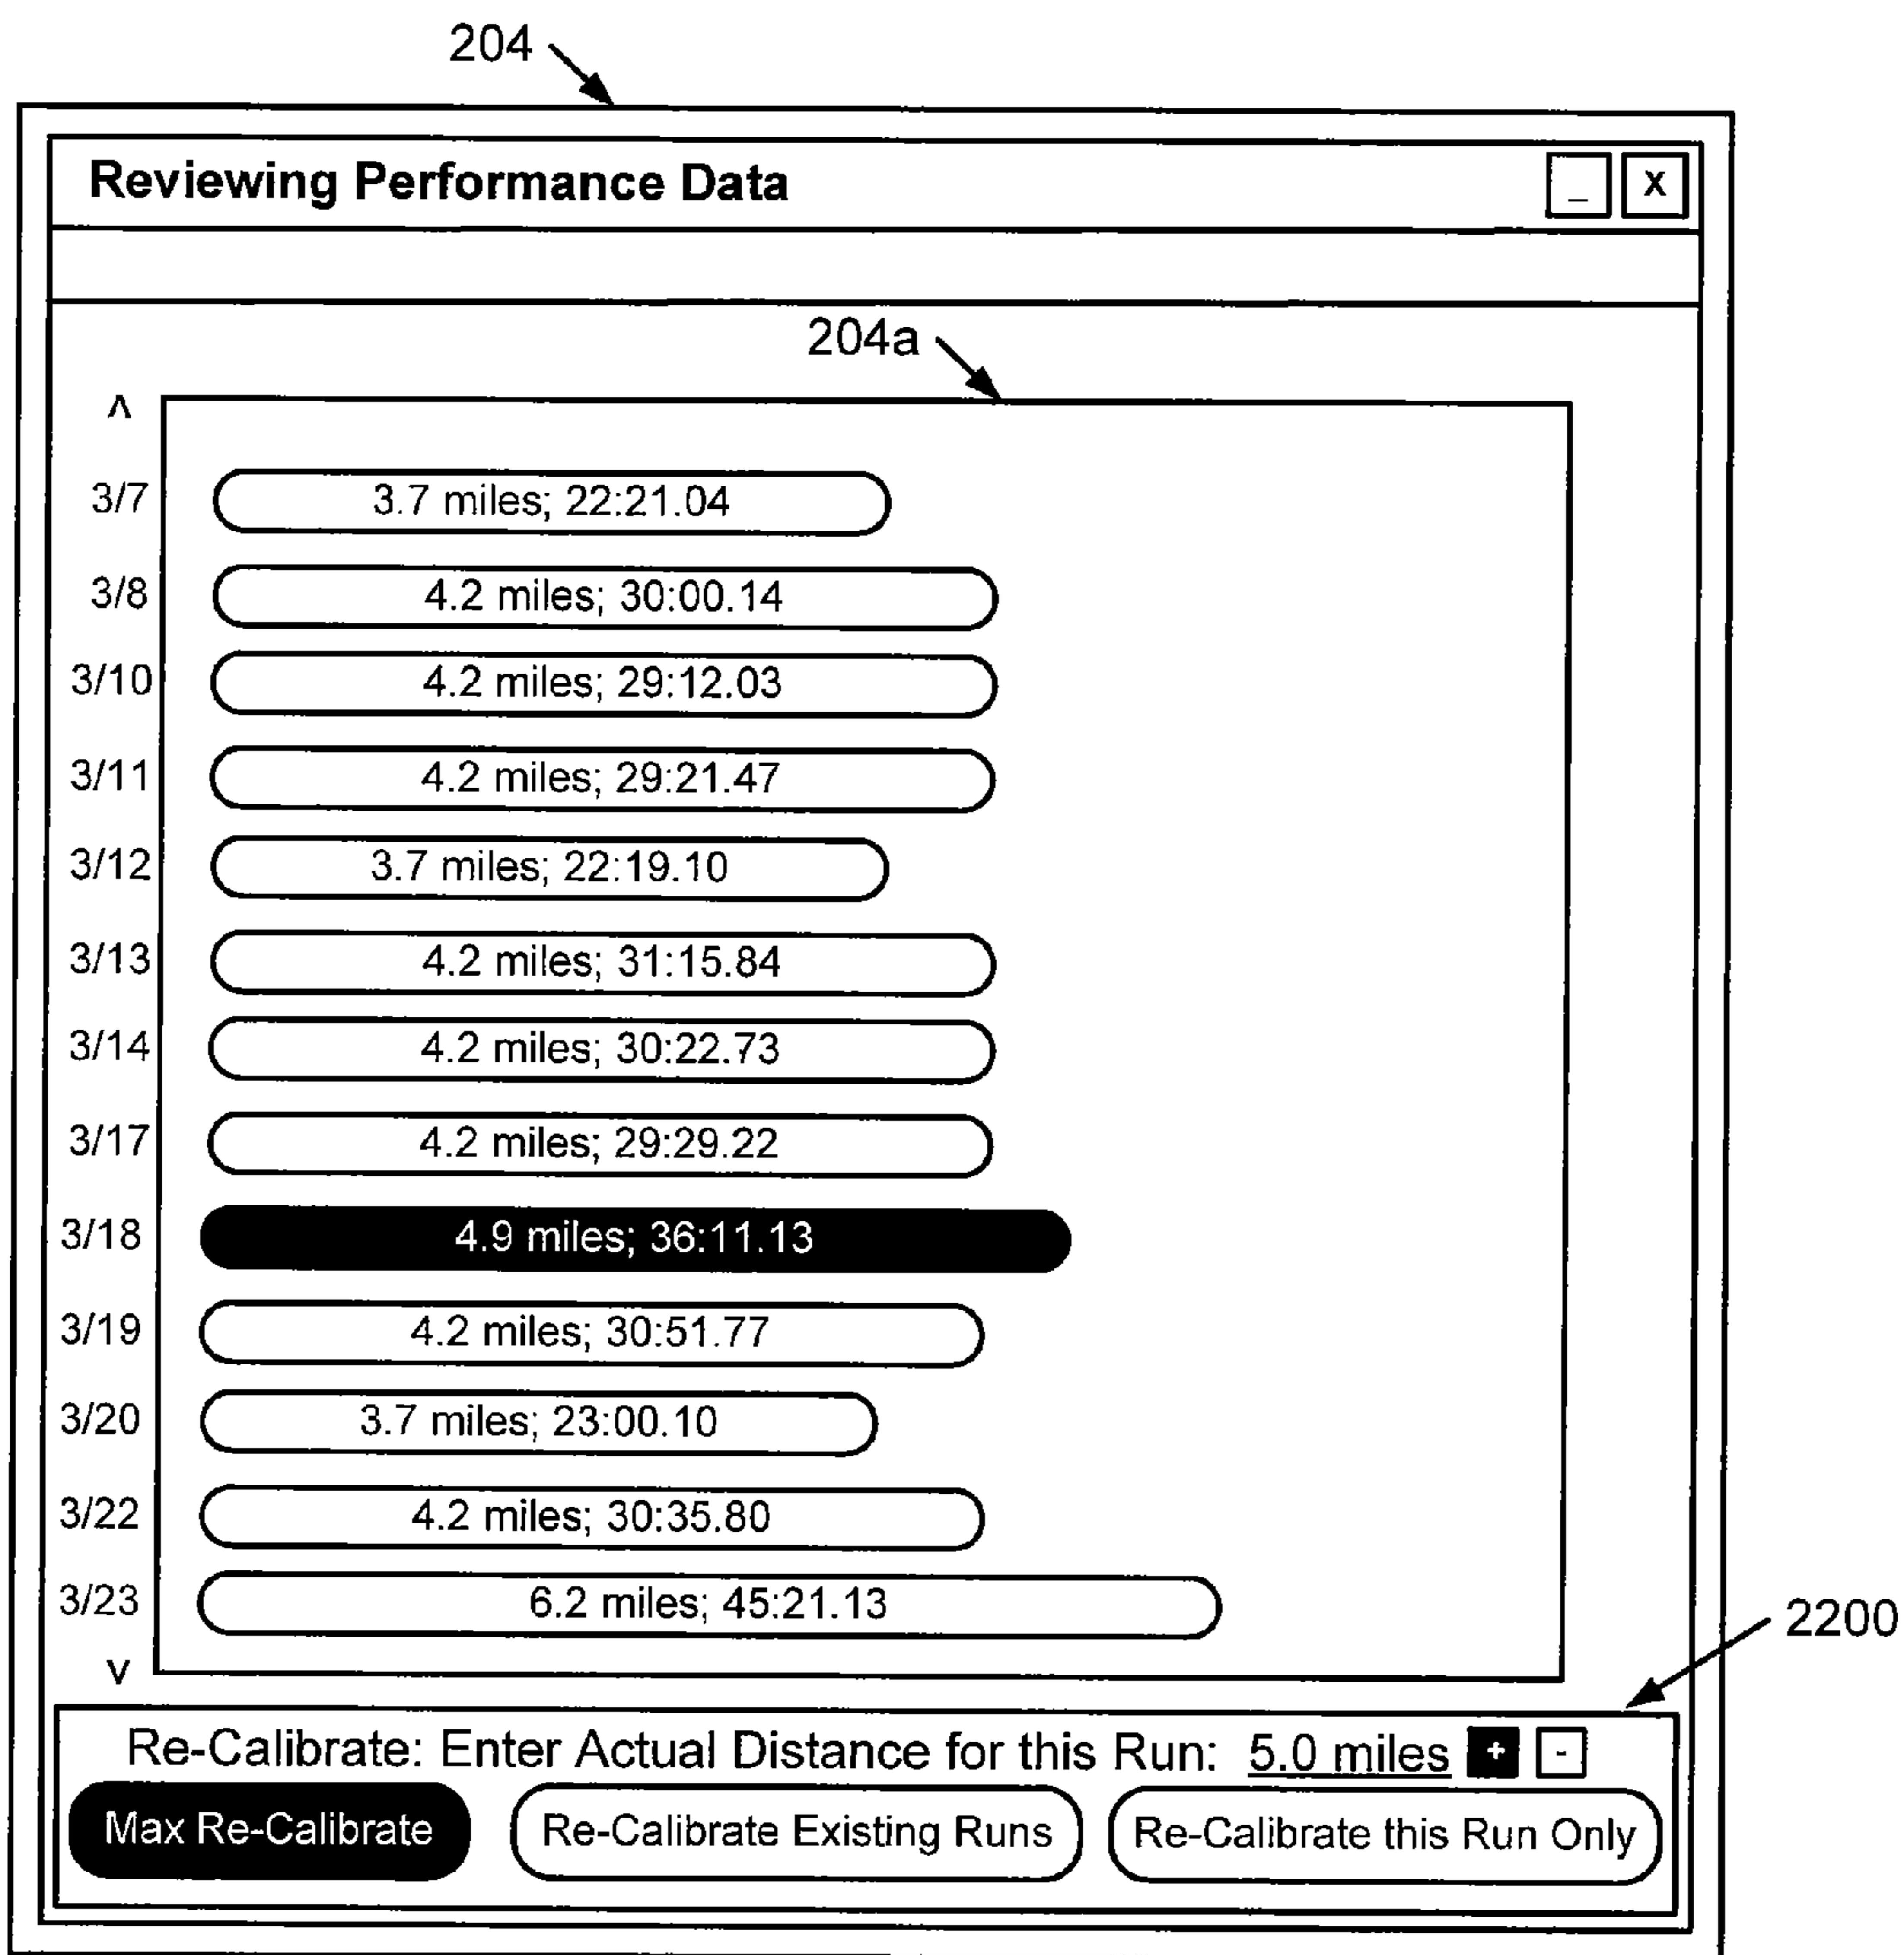 204
Reviewing Performance Data _ X
204a
^
3/7 3.7 miles; 22:21.04
3/8 4.2 miles; 30:00.14
3/10 4.2 miles; 29:12.03
3/11 4.2 miles; 29:21.47
3/12 3.7 miles; 22:19.10
3/13 4.2 miles; 31:15.84
3/14 4.2 miles; 30:22.73
3/17 4.2 miles; 29:29.22
3/18 4.9 miles; 36:11.13
3/19 4.2 miles; 30:51.77
3/20 3.7 miles; 23:00.10
3/22 4.2 miles; 30:35.80
3/23 6.2 miles; 45:21.13
2200
v
Re-Calibrate: Enter Actual Distance for this Run: 5.0 miles + -
Max Re-Calibrate Re-Calibrate Existing Runs Re-Calibrate this Run Only